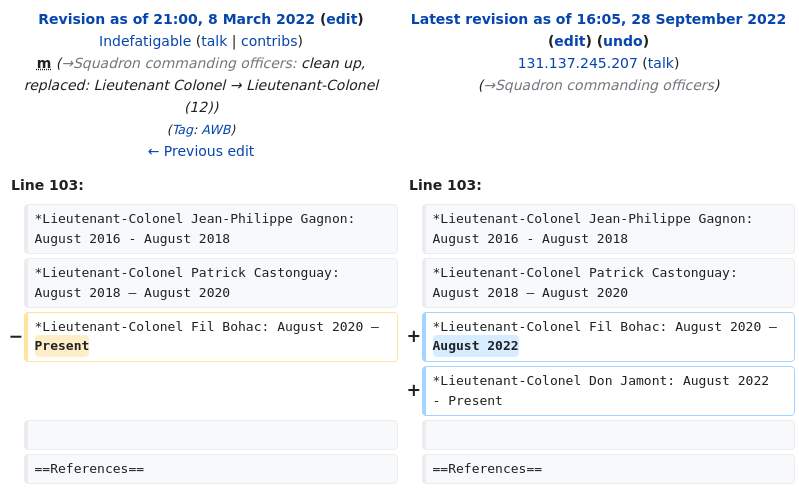 Revision as of 21:00, 8 March 2022 (edit)
Indefatigable (talk | contribs)
m (→Squadron commanding officers: clean up,
replaced: Lieutenant Colonel → Lieutenant-Colonel
(12))
(Tag: AWB)
← Previous edit
Latest revision as of 16:05, 28 September 2022
(edit) (undo)
131.137.245.207 (talk)
(→Squadron commanding officers)
Line 103:
Line 103:
*Lieutenant-Colonel Jean-Philippe Gagnon:
August 2016 - August 2018
*Lieutenant-Colonel Jean-Philippe Gagnon:
August 2016 - August 2018
*Lieutenant-Colonel Patrick Castonguay:
August 2018 – August 2020
*Lieutenant-Colonel Patrick Castonguay:
August 2018 – August 2020
− *Lieutenant-Colonel Fil Bohac: August 2020 –
Present
+ *Lieutenant-Colonel Fil Bohac: August 2020 –
August 2022
+ *Lieutenant-Colonel Don Jamont: August 2022
- Present
==References==
==References==